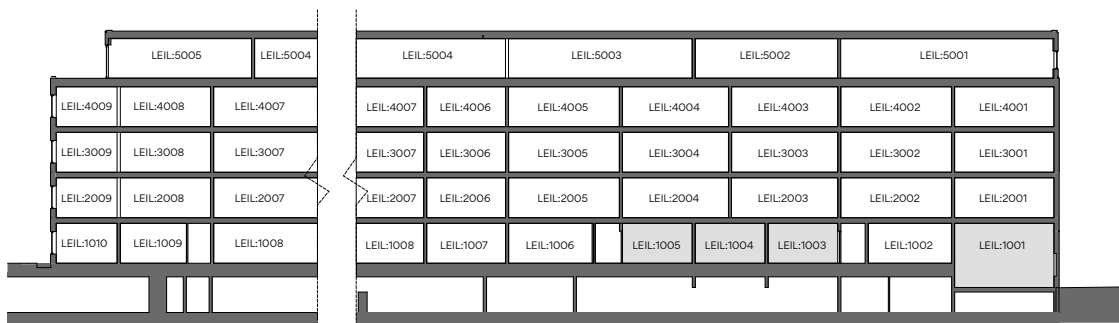 LEIL:5005 LEIL:5004 LEIL:5004 LEIL:5003 LEIL:5002 LEIL:5001
LEIL:4009 LEIL:4008 LEIL:4007 LEIL:4007 LEIL:4006 LEIL:4005 LEIL:4004 LEIL:4003 LEIL:4002 LEIL:4001
LEIL:3009 LEIL:3008 LEIL:3007 LEIL:3007 LEIL:3006 LEIL:3005 LEIL:3004 LEIL:3003 LEIL:3002 LEIL:3001
LEIL:2009 LEIL:2008 LEIL:2007 LEIL:2007 LEIL:2006 LEIL:2005 LEIL:2004 LEIL:2003 LEIL:2002 LEIL:2001
LEIL:1010 LEIL:1009 LEIL:1008 LEIL:1008 LEIL:1007 LEIL:1006 LEIL:1005 LEIL:1004 LEIL:1003 LEIL:1002 LEIL:1001